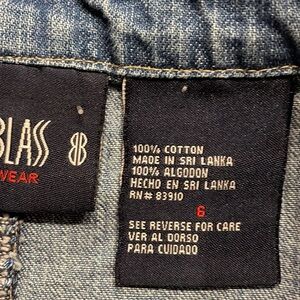 BLASS BB
WEAR
100% COTTON
MADE IN SRI LANKA
100% ALGODON
HECHO EN SRI LANKA
RN# 83910
6
SEE REVERSE FOR CARE
VER AL DORSO
PARA CUIDADO